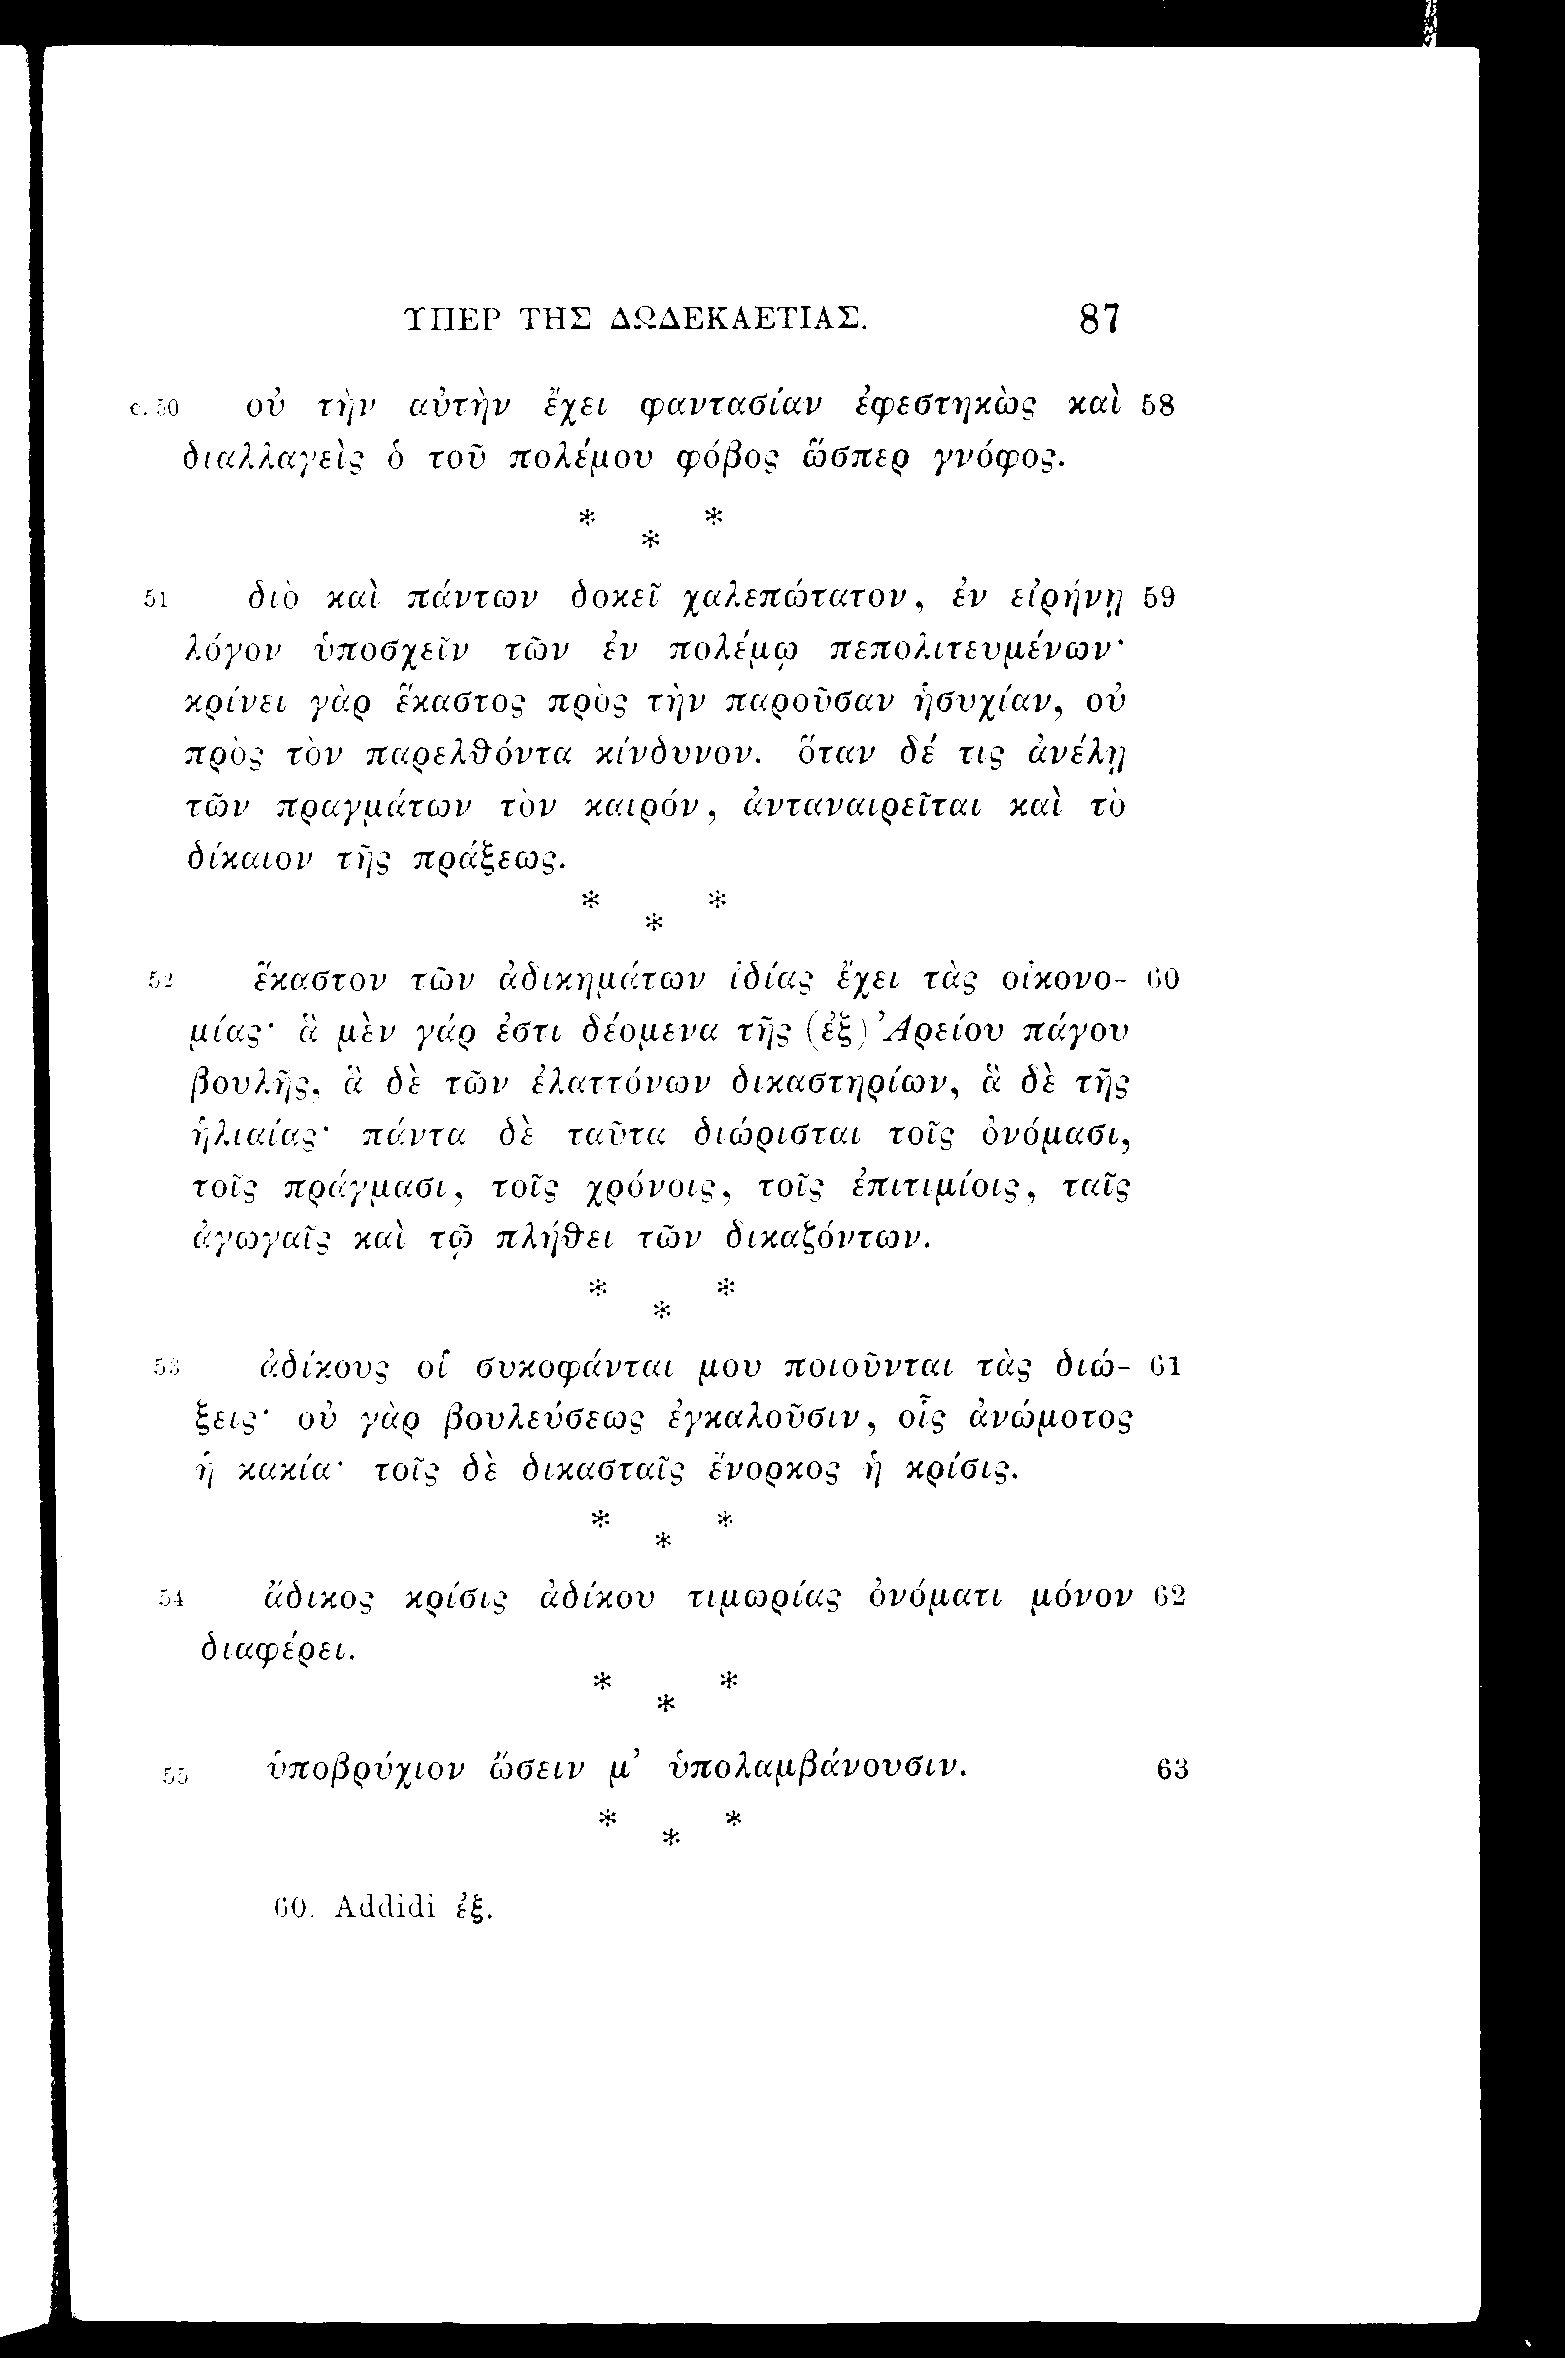 ΥΠΕΡ ΤΗΣ ΔΩΔΕΚΑΕΤΙΑΣ. 87
c. 50 οὐ τὴν αὐτὴν ἔχει φαντασίαν ἐφεστηκὼς καὶ 58
διαλλαγεὶς ὁ τοῦ πολέμου φόβος ὥσπερ γνόφος.
* * *
51 διὸ καὶ πάντων δοκεῖ χαλεπώτατον, ἐν εἰρήνῃ 59
λόγον ὑποσχεῖν τῶν ἐν πολέμῳ πεπολιτευμένων·
κρίνει γὰρ ἕκαστος πρὸς τὴν παροῦσαν ἡσυχίαν, οὐ
πρὸς τὸν παρελθόντα κίνδυνον. ὅταν δέ τις ἀνέλῃ
τῶν πραγμάτων τὸν καιρόν, ἀνταναιρεῖται καὶ τὸ
δίκαιον τῆς πράξεως.
* * *
52 ἕκαστον τῶν ἀδικημάτων ἰδίας ἔχει τὰς οἰκονο- 60
μίας· ἃ μὲν γάρ ἐστι δέομενα τῆς (ἐξ) Ἀρείου πάγου
βουλῆς, ἃ δὲ τῶν ἐλαττόνων δικαστηρίων, ἃ δὲ τῆς
ἡλιαίας· πάντα δὲ ταῦτα διώρισται τοῖς ὀνόμασι,
τοῖς πράγμασι, τοῖς χρόνοις, τοῖς ἐπιτιμίοις, ταῖς
ἀγωγαῖς καὶ τῷ πλήθει τῶν δικαζόντων.
* * *
53 ἀδίκους οἱ συκοφάνται μου ποιοῦνται τὰς διώ- 61
ξεις· οὐ γὰρ βουλεύσεως ἐγκαλοῦσιν, οἷς ἀνώμοτος
ἡ κακία· τοῖς δὲ δικασταῖς ἔνορκος ἡ κρίσις.
* * *
54 ἄδικος κρίσις ἀδίκου τιμωρίας ὀνόματι μόνον 62
διαφέρει.
* * *
55 ὑποβρύχιον ὤσειν μ' ὑπολαμβάνουσιν. 63
* * *
60. Addidi ἐξ.